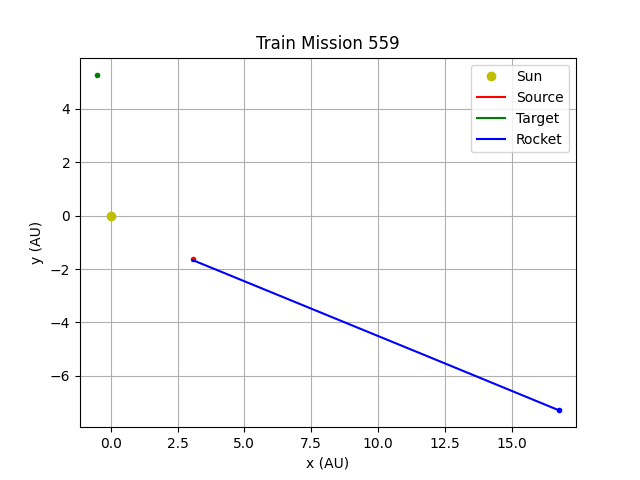 Train Mission 559
Sun
Source
Target
Rocket
y (AU)
4
2
0
−2
−4
−6
0.0 2.5 5.0 7.5 10.0 12.5 15.0
x (AU)